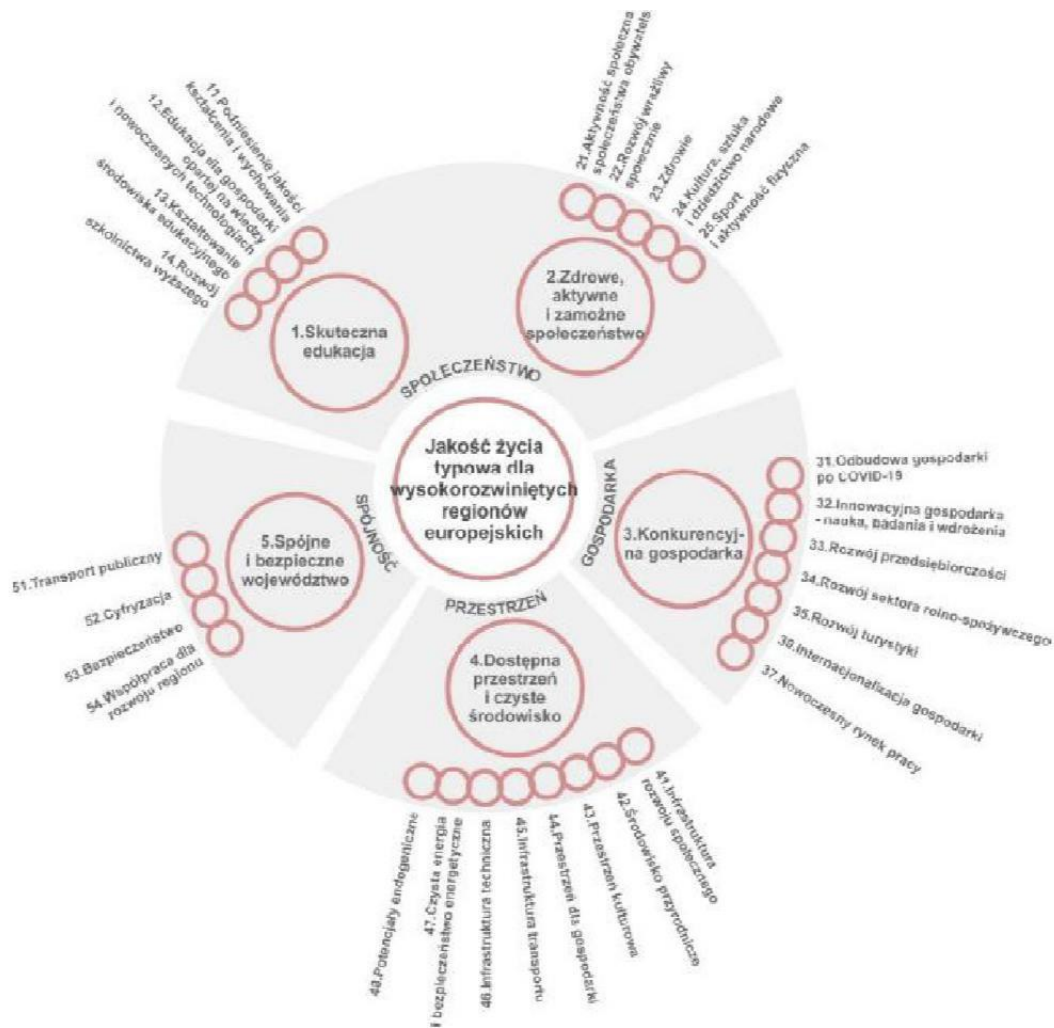 Jakość życia
typowa dla
wysokorozwiniętych
regionów
europejskich
SPOŁECZEŃSTWO
1.Skuteczna
edukacja
11.Podniesienie jakości
kształcenia i wychowania
12.Edukacja dla gospodarki
opartej na wiedzy
i nowoczesnych technologiach
13.Kształtowanie
środowiska edukacyjnego
14.Rozwój
szkolnictwa wyższego
2.Zdrowe,
aktywne
i zamożne
społeczeństwo
21.Aktywność społeczna
społeczeństwa obywatels
22.Rozwój wrażliwy
społecznie
23.Zdrowie
24.Kultura, sztuka
i dziedzictwo narodowe
25.Sport
i aktywność fizyczna
GOSPODARKA
3.Konkurencyj-
na gospodarka
31.Odbudowa gospodarki
po COVID-19
32.Innowacyjna gospodarka
- nauka, badania i wdrożenia
33.Rozwój przedsiębiorczości
34.Rozwój sektora rolno-spożywczego
35.Rozwój turystyki
36.Internacjonalizacja gospodarki
37.Nowoczesny rynek pracy
PRZESTRZEŃ
4.Dostępna
przestrzeń
i czyste
środowisko
41.Infrastruktura
rozwoju społecznego
42.Środowisko przyrodnicze
43.Przestrzeń kulturowa
44.Przestrzeń dla gospodarki
45.Infrastruktura transportu
46.Infrastruktura techniczna
47.Czysta energia
i bezpieczeństwo energetyczne
48.Potencjały endogeniczne
SPÓJNOŚĆ
5.Spójne
i bezpieczne
województwo
51.Transport publiczny
52.Cyfryzacja
53.Bezpieczeństwo
54.Współpraca dla
rozwoju regionu